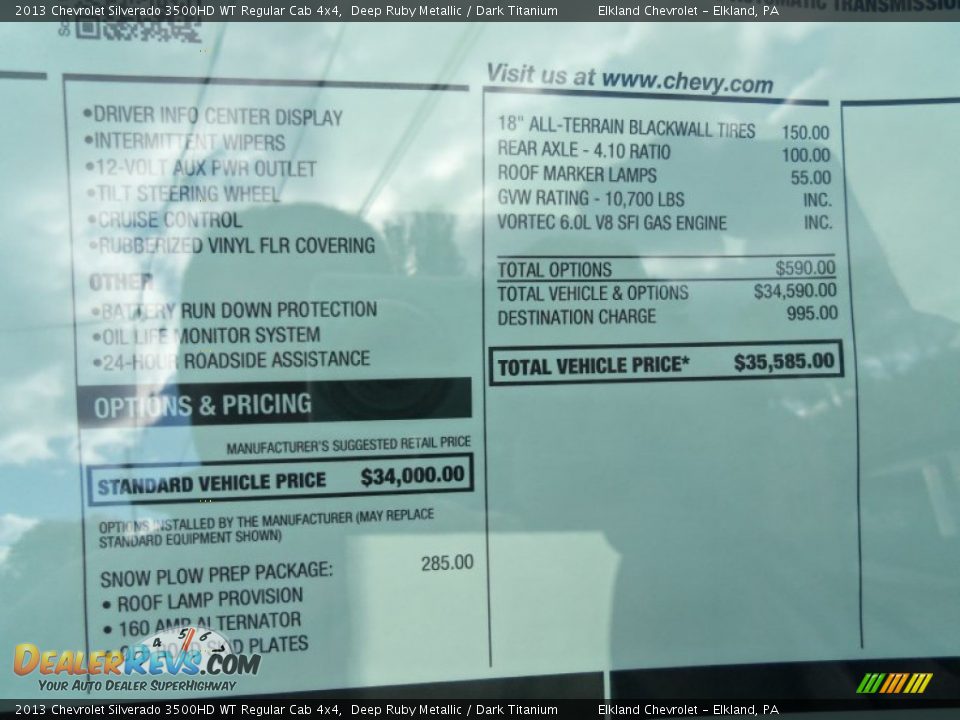 2013 Chevrolet Silverado 3500HD WT Regular Cab 4x4, Deep Ruby Metallic / Dark Titanium Elkland Chevrolet – Elkland, PA
AUTOMATIC TRANSMISSION
•DRIVER INFO CENTER DISPLAY
•INTERMITTENT WIPERS
•12-VOLT AUX PWR OUTLET
•TILT STEERING WHEEL
•CRUISE CONTROL
•RUBBERIZED VINYL FLR COVERING
OTHER
•BATTERY RUN DOWN PROTECTION
•OIL LIFE MONITOR SYSTEM
•24-HOUR ROADSIDE ASSISTANCE
OPTIONS & PRICING
MANUFACTURER'S SUGGESTED RETAIL PRICE
STANDARD VEHICLE PRICE $34,000.00
OPTIONS INSTALLED BY THE MANUFACTURER (MAY REPLACE
STANDARD EQUIPMENT SHOWN)
SNOW PLOW PREP PACKAGE: 285.00
• ROOF LAMP PROVISION
• 160 AMP ALTERNATOR
PLATES
Visit us at www.chevy.com
18" ALL-TERRAIN BLACKWALL TIRES 150.00
REAR AXLE - 4.10 RATIO 100.00
ROOF MARKER LAMPS 55.00
GVW RATING - 10,700 LBS INC.
VORTEC 6.0L V8 SFI GAS ENGINE INC.
TOTAL OPTIONS $590.00
TOTAL VEHICLE & OPTIONS $34,590.00
DESTINATION CHARGE 995.00
TOTAL VEHICLE PRICE* $35,585.00
4 5 6
DEALERREVS.COM
YOUR AUTO DEALER SUPERHIGHWAY
2013 Chevrolet Silverado 3500HD WT Regular Cab 4x4, Deep Ruby Metallic / Dark Titanium Elkland Chevrolet – Elkland, PA